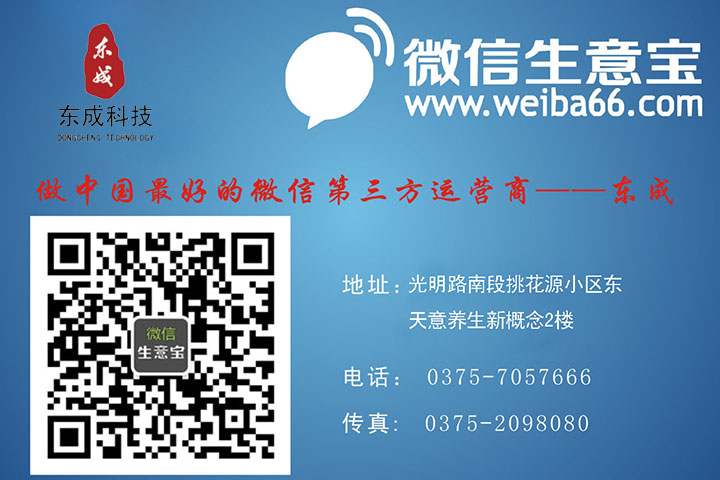 东成
东成科技
DONGCHENG TECHNOLOGY
微信生意宝
www.weiba66.com
做中国最好的微信第三方运营商——东成
微信
生意宝
地址：光明路南段挑花源小区东
天意养生新概念2楼
电话： 0375-7057666
传真: 0375-2098080